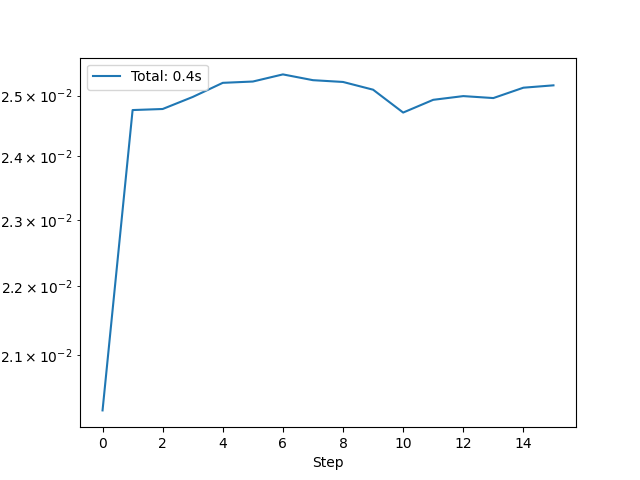 Total: 0.4s
2.5 × 10⁻²
2.4 × 10⁻²
2.3 × 10⁻²
2.2 × 10⁻²
2.1 × 10⁻²
0 2 4 6 8 10 12 14
Step